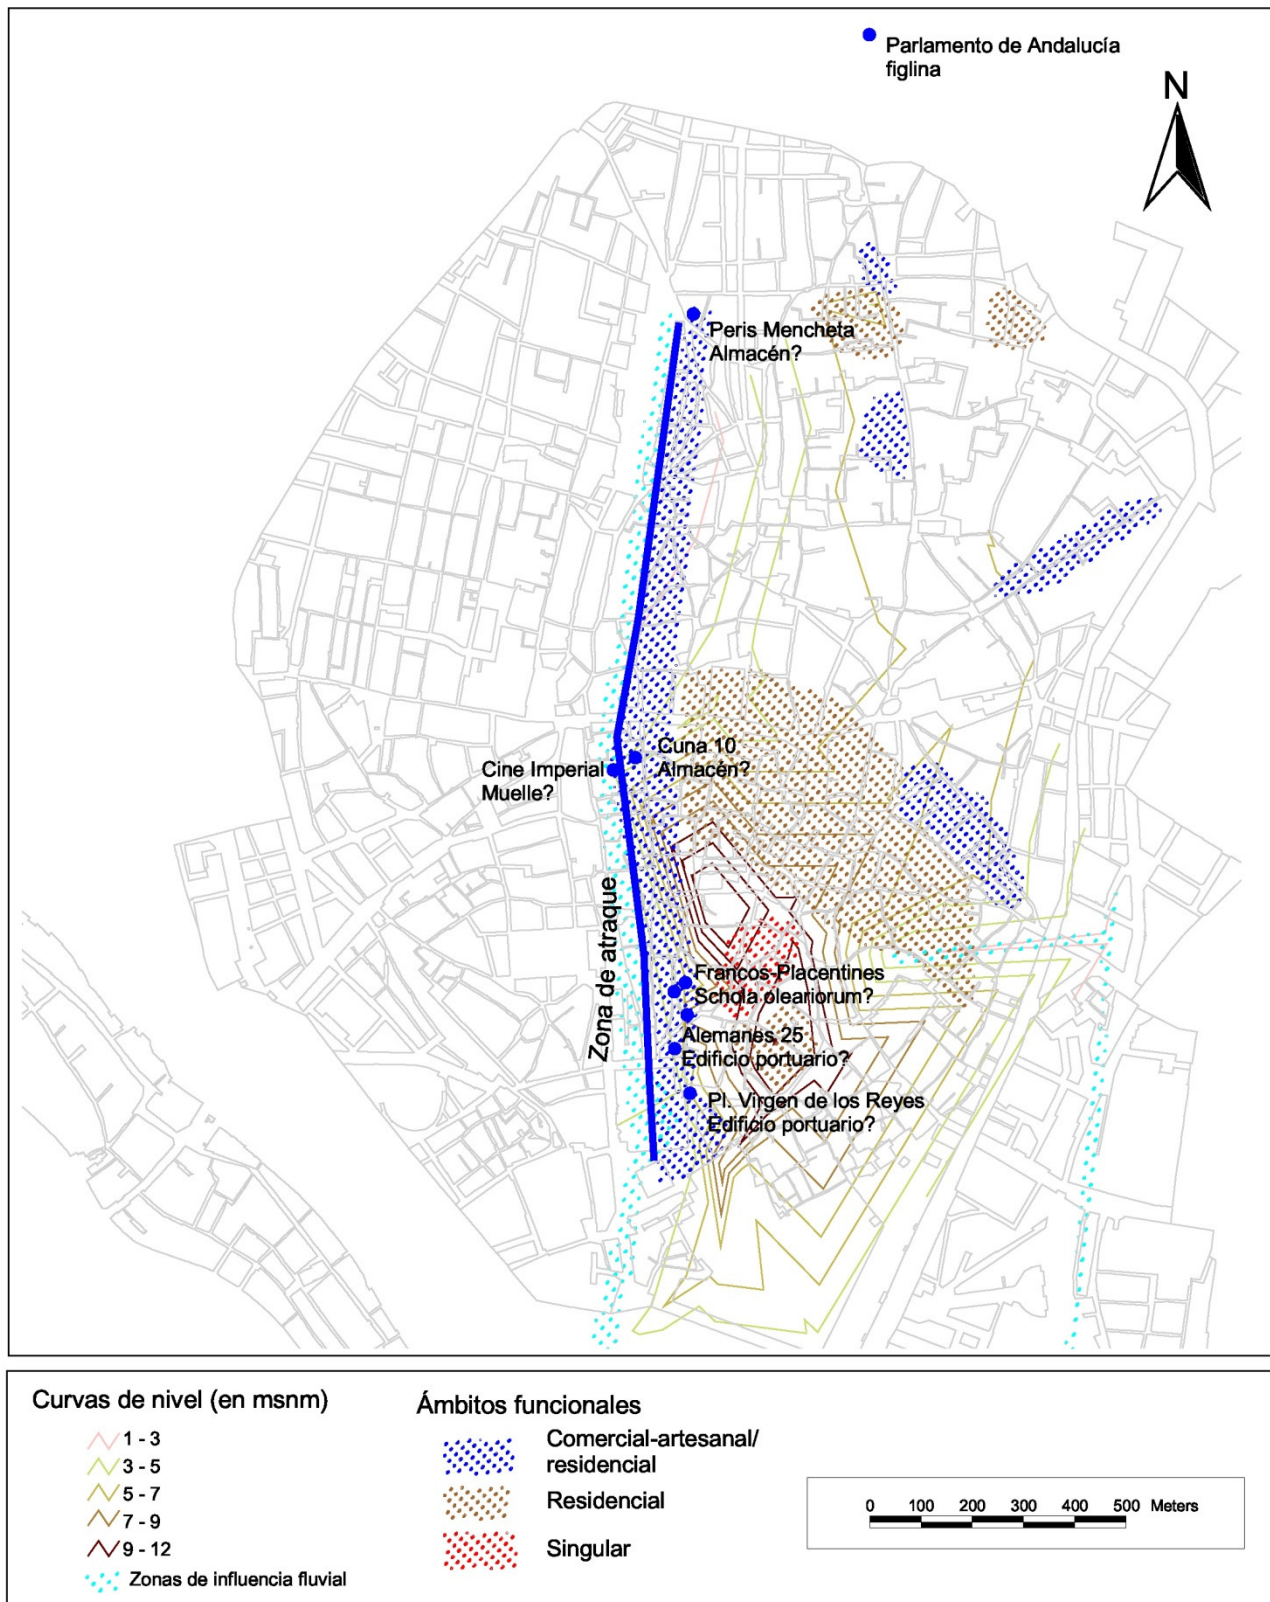 Parlamento de Andalucía
figlina
N
Peris Mencheta
Almacén?
Cuna 10
Almacén?
Cine Imperial
Muelle?
Zona de atraque
Francos-Placentines
Schola oleariorum?
Alemanes 25
Edificio portuario?
Pl. Virgen de los Reyes
Edificio portuario?
Curvas de nivel (en msnm)
1 - 3
3 - 5
5 - 7
7 - 9
9 - 12
Zonas de influencia fluvial
Ámbitos funcionales
Comercial-artesanal/
residencial
Residencial
Singular
0 100 200 300 400 500 Meters